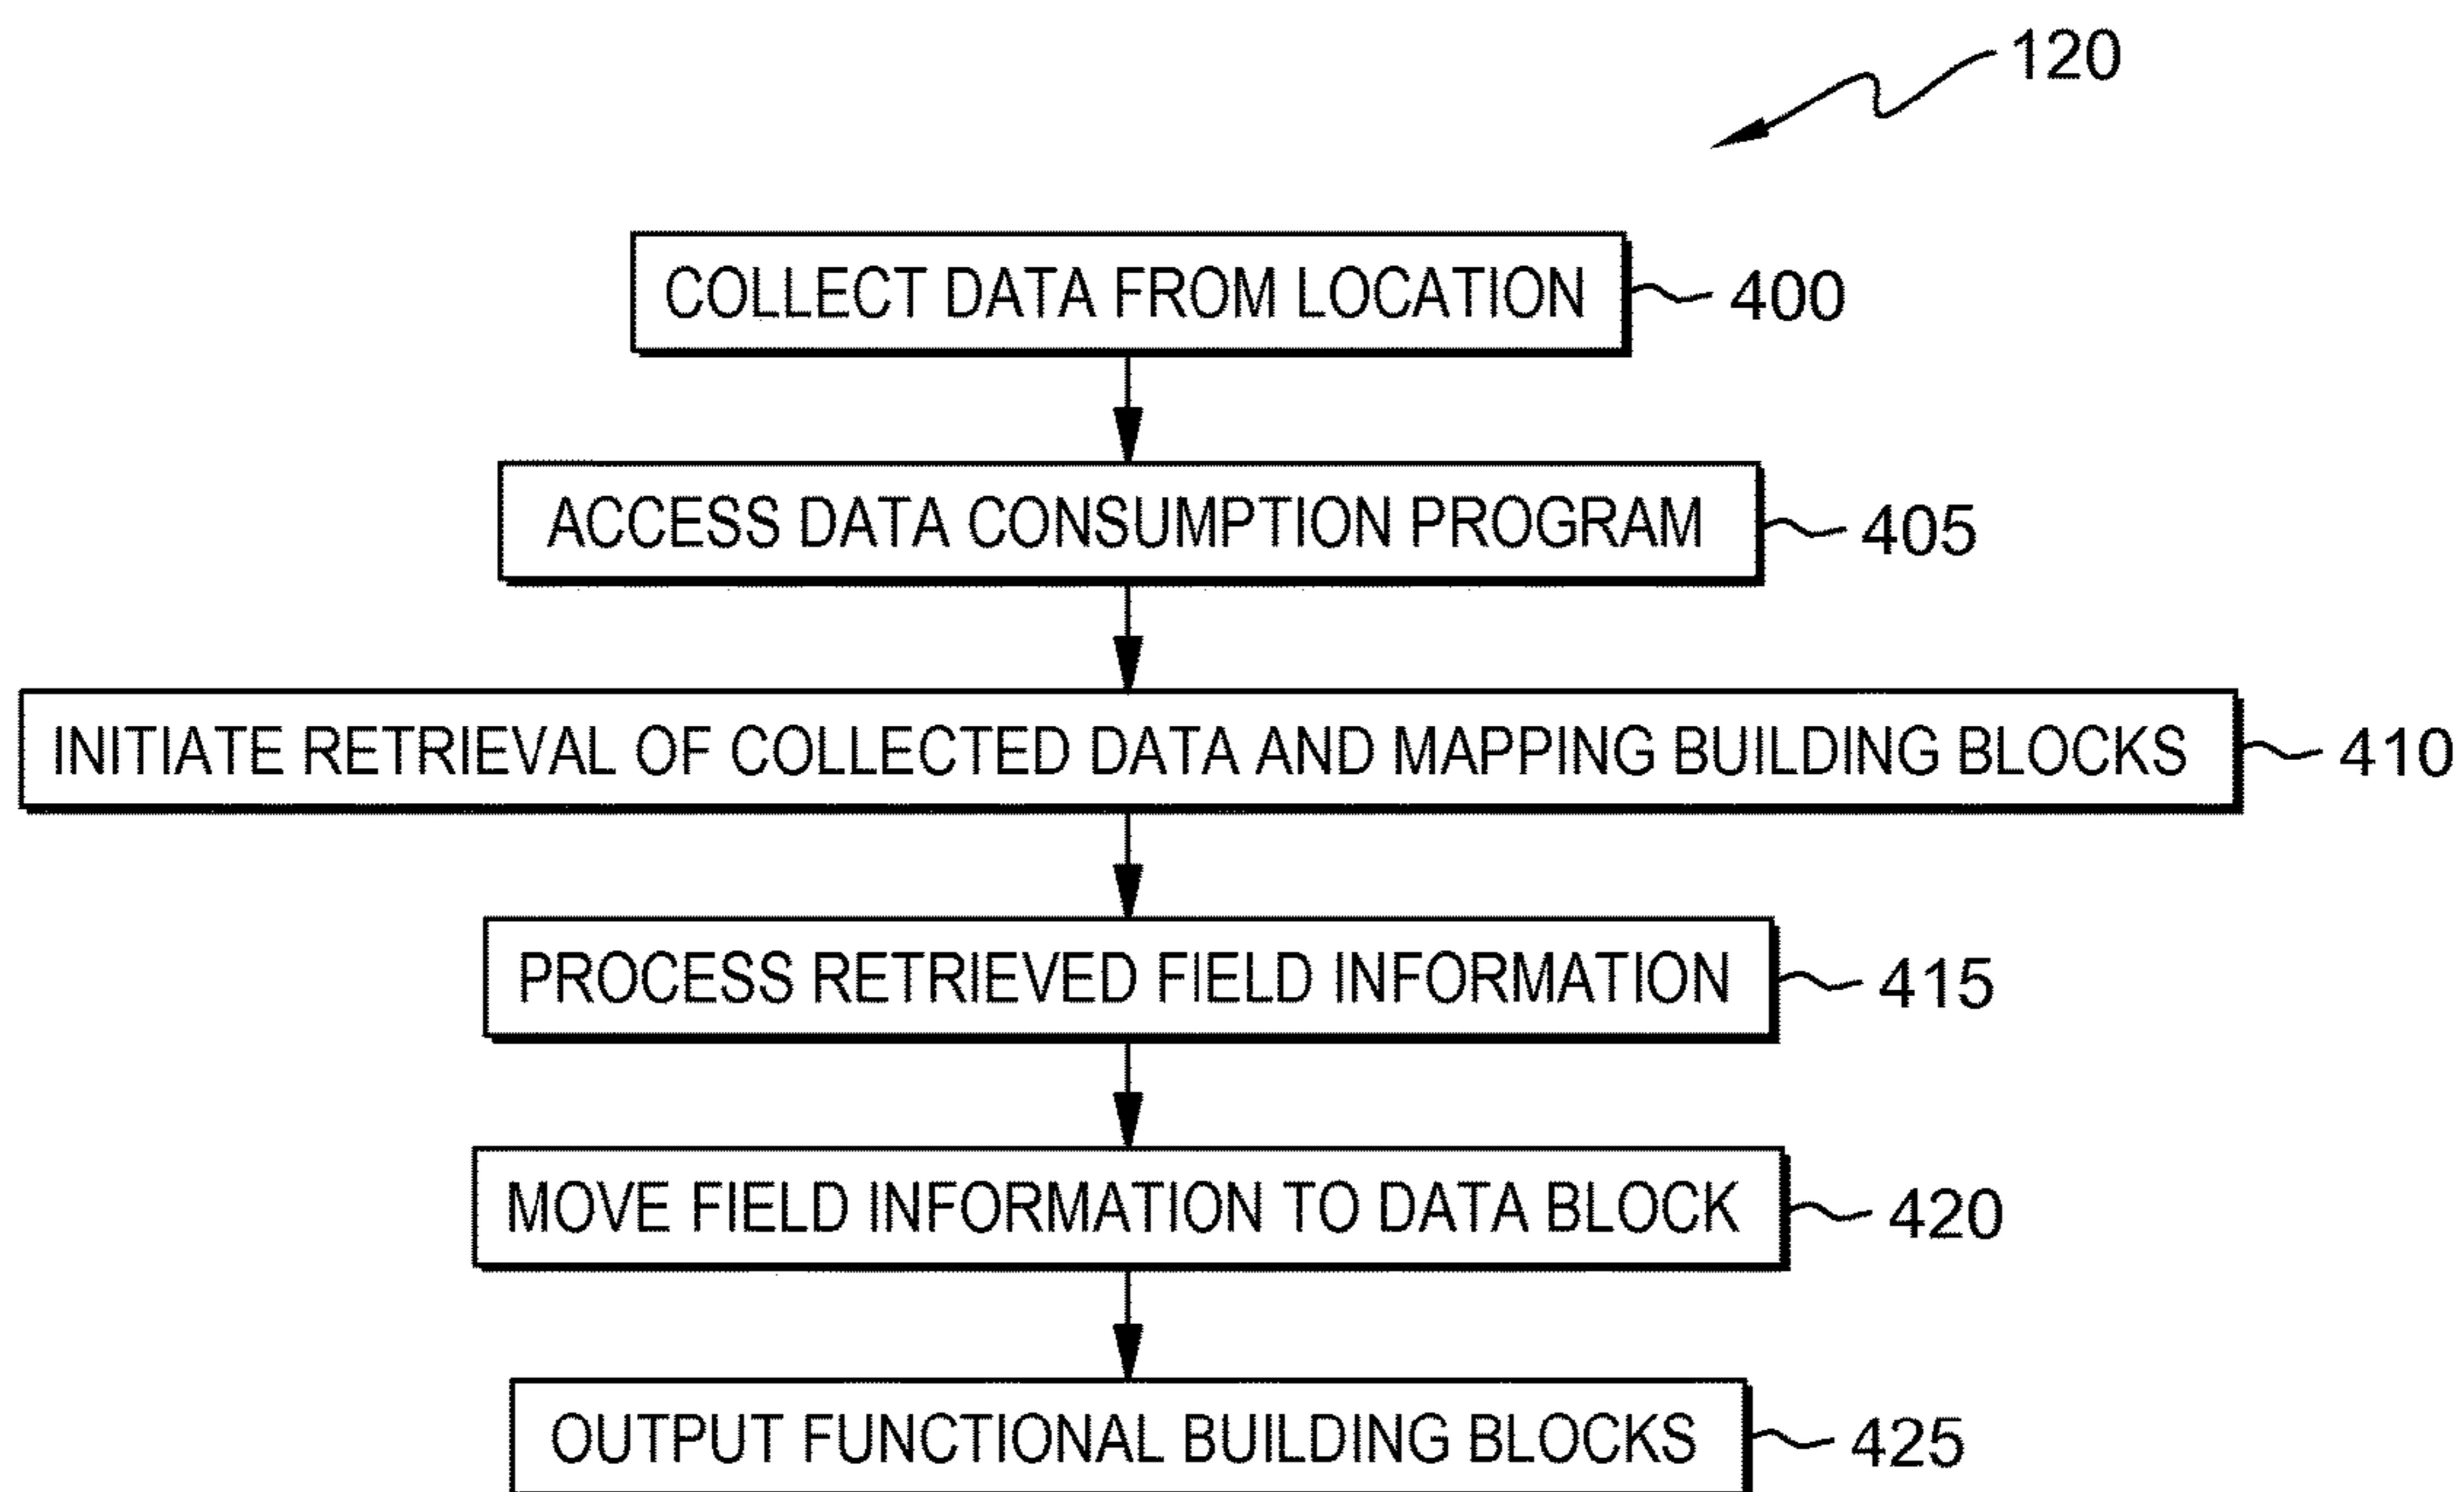 120
COLLECT DATA FROM LOCATION 400
ACCESS DATA CONSUMPTION PROGRAM 405
INITIATE RETRIEVAL OF COLLECTED DATA AND MAPPING BUILDING BLOCKS 410
PROCESS RETRIEVED FIELD INFORMATION 415
MOVE FIELD INFORMATION TO DATA BLOCK 420
OUTPUT FUNCTIONAL BUILDING BLOCKS 425